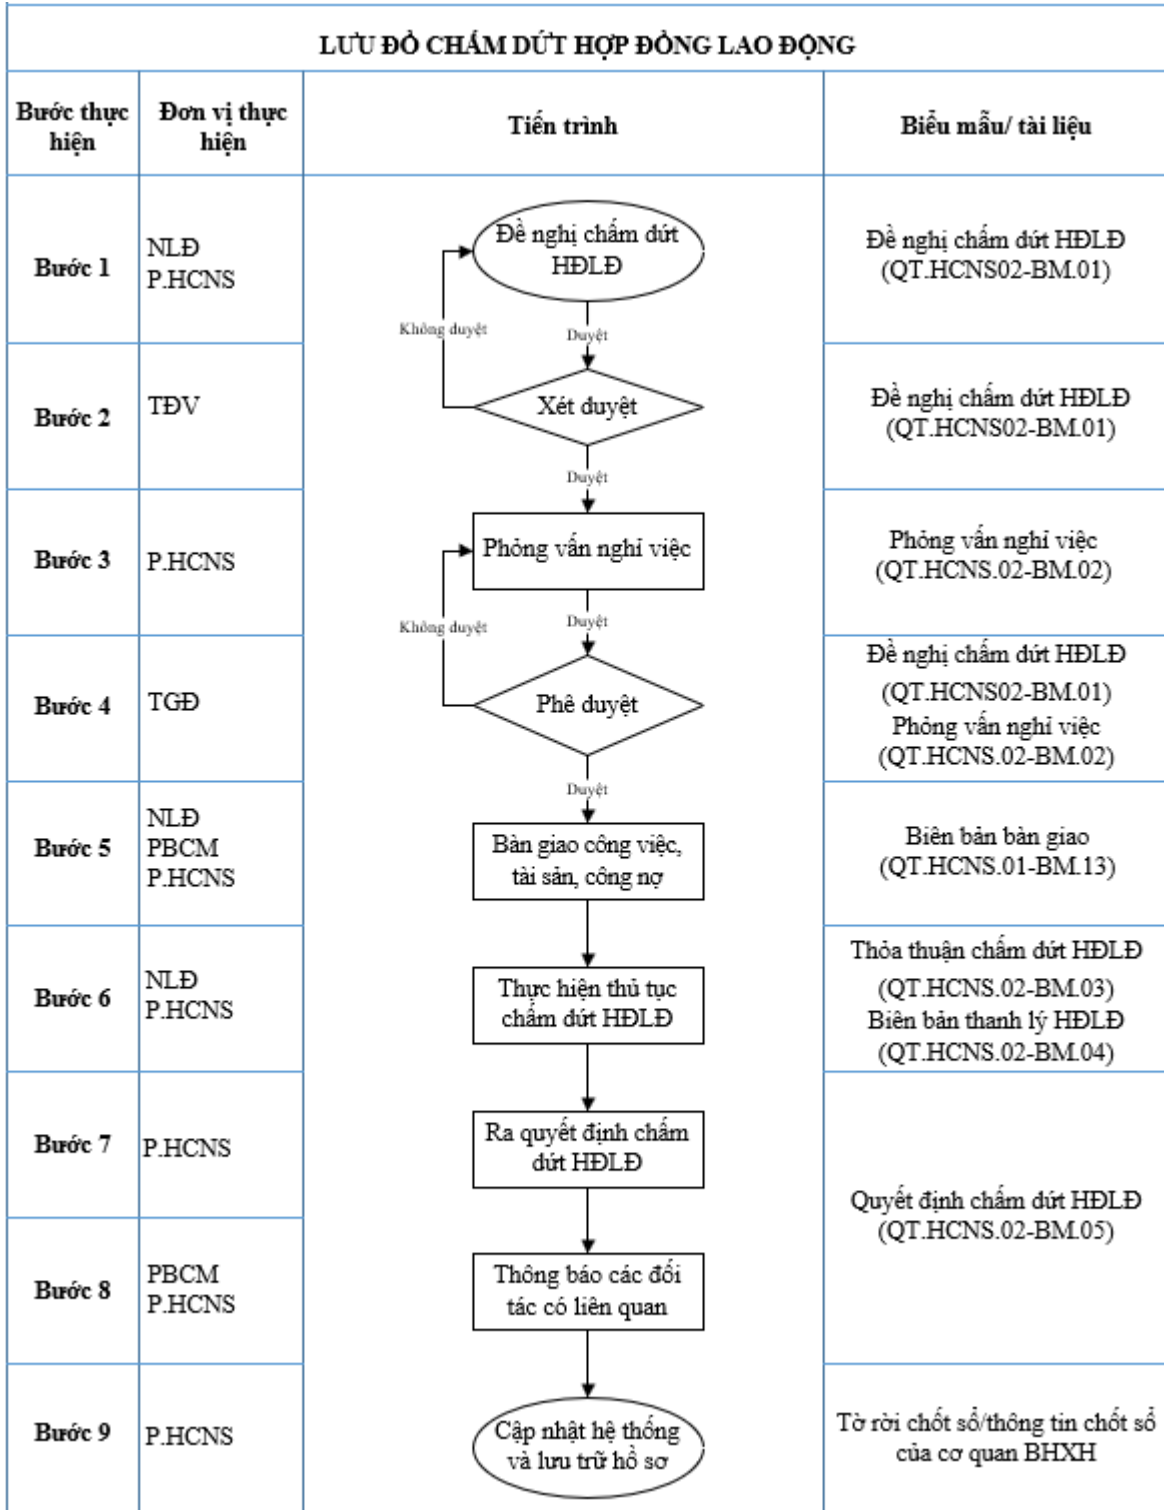 LƯU ĐỒ CHẤM DỨT HỢP ĐỒNG LAO ĐỘNG
Bước thực
hiện
Đơn vị thực
hiện
Tiến trình
Biểu mẫu/ tài liệu
Bước 1
NLĐ
P.HCNS
Đề nghị chấm dứt
HĐLĐ
Đề nghị chấm dứt HĐLĐ
(QT.HCNS02-BM.01)
Không duyệt
Duyệt
Bước 2
TĐV
Xét duyệt
Đề nghị chấm dứt HĐLĐ
(QT.HCNS02-BM.01)
Duyệt
Bước 3
P.HCNS
Phỏng vấn nghỉ việc
Phỏng vấn nghỉ việc
(QT.HCNS.02-BM.02)
Không duyệt
Duyệt
Bước 4
TGĐ
Phê duyệt
Đề nghị chấm dứt HĐLĐ
(QT.HCNS02-BM.01)
Phỏng vấn nghỉ việc
(QT.HCNS.02-BM.02)
Duyệt
Bước 5
NLĐ
PBCM
P.HCNS
Bàn giao công việc,
tài sản, công nợ
Biên bản bàn giao
(QT.HCNS.01-BM.13)
Bước 6
NLĐ
P.HCNS
Thực hiện thủ tục
chấm dứt HĐLĐ
Thỏa thuận chấm dứt HĐLĐ
(QT.HCNS.02-BM.03)
Biên bản thanh lý HĐLĐ
(QT.HCNS.02-BM.04)
Bước 7
P.HCNS
Ra quyết định chấm
dứt HĐLĐ
Quyết định chấm dứt HĐLĐ
(QT.HCNS.02-BM.05)
Bước 8
PBCM
P.HCNS
Thông báo các đối
tác có liên quan
Bước 9
P.HCNS
Cập nhật hệ thống
và lưu trữ hồ sơ
Tờ rời chốt sổ/thông tin chốt sổ
của cơ quan BHXH